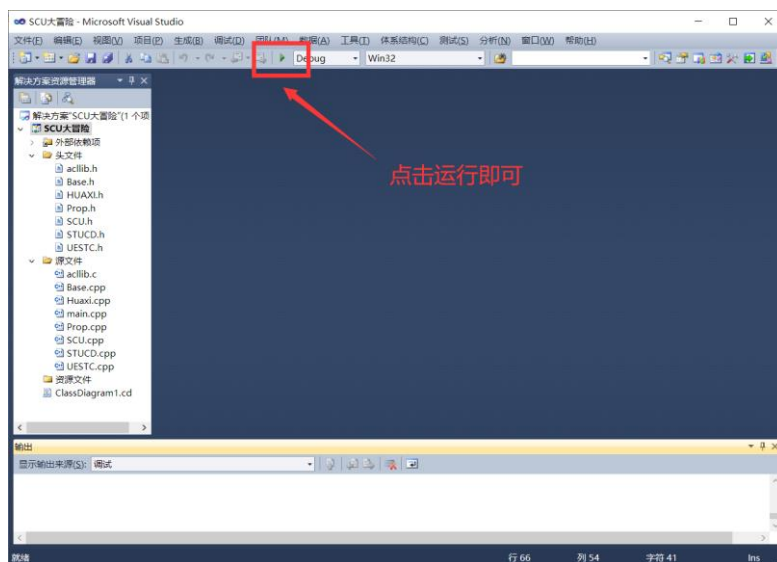 SCU大冒险 - Microsoft Visual Studio
文件(F) 编辑(E) 视图(V) 项目(P) 生成(B) 调试(D) 团队(M) 数据(A) 工具(T) 体系结构(C) 测试(S) 分析(N) 窗口(W) 帮助(H)
Debug Win32
解决方案资源管理器
解决方案"SCU大冒险"(1 个项
SCU大冒险
外部依赖项
头文件
acllib.h
Base.h
HUAXI.h
Prop.h
SCU.h
STUCD.h
UESTC.h
源文件
acllib.c
Base.cpp
Huaxi.cpp
main.cpp
Prop.cpp
SCU.cpp
STUCD.cpp
UESTC.cpp
资源文件
ClassDiagram1.cd
点击运行即可
输出
显示输出来源(S): 调试
就绪 行 66 列 54 字符 41 Ins